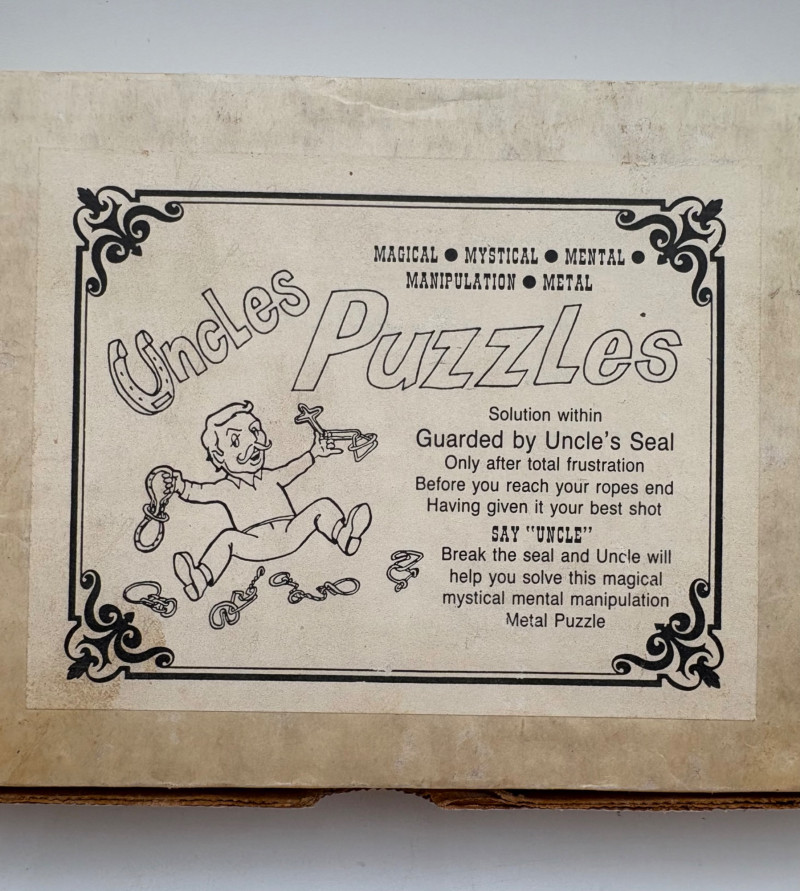 MAGICAL ● MYSTICAL ● MENTAL ●
MANIPULATION ● METAL
Uncles
Puzzles
Solution within
Guarded by Uncle's Seal
Only after total frustration
Before you reach your ropes end
Having given it your best shot
SAY "UNCLE"
Break the seal and Uncle will
help you solve this magical
mystical mental manipulation
Metal Puzzle